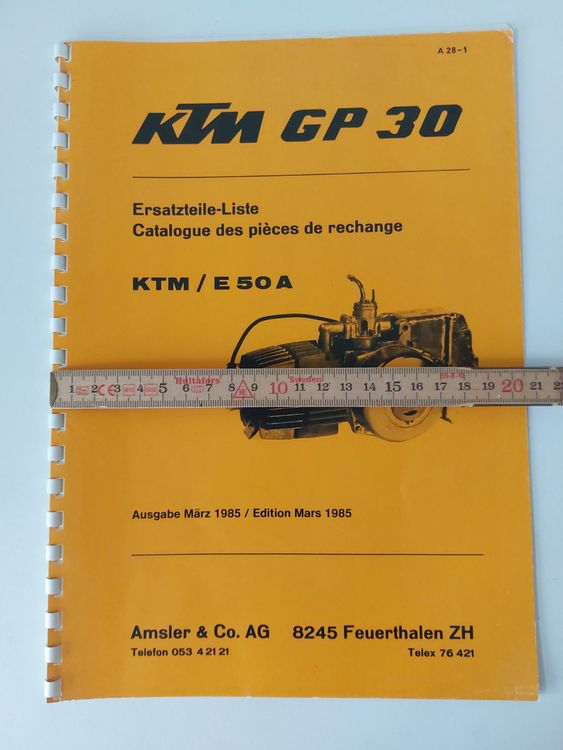 A 28-1
KTM GP 30
Ersatzteile-Liste
Catalogue des pièces de rechange
KTM / E 50 A
1 2 3 4 5 6 7 8 9 10 11 12 13 14 15 16 17 18 19 20 21
Hultafors Sweden
CE
Ausgabe März 1985 / Edition Mars 1985
Amsler & Co. AG 8245 Feuerthalen ZH
Telefon 053 4 21 21 Telex 76 421